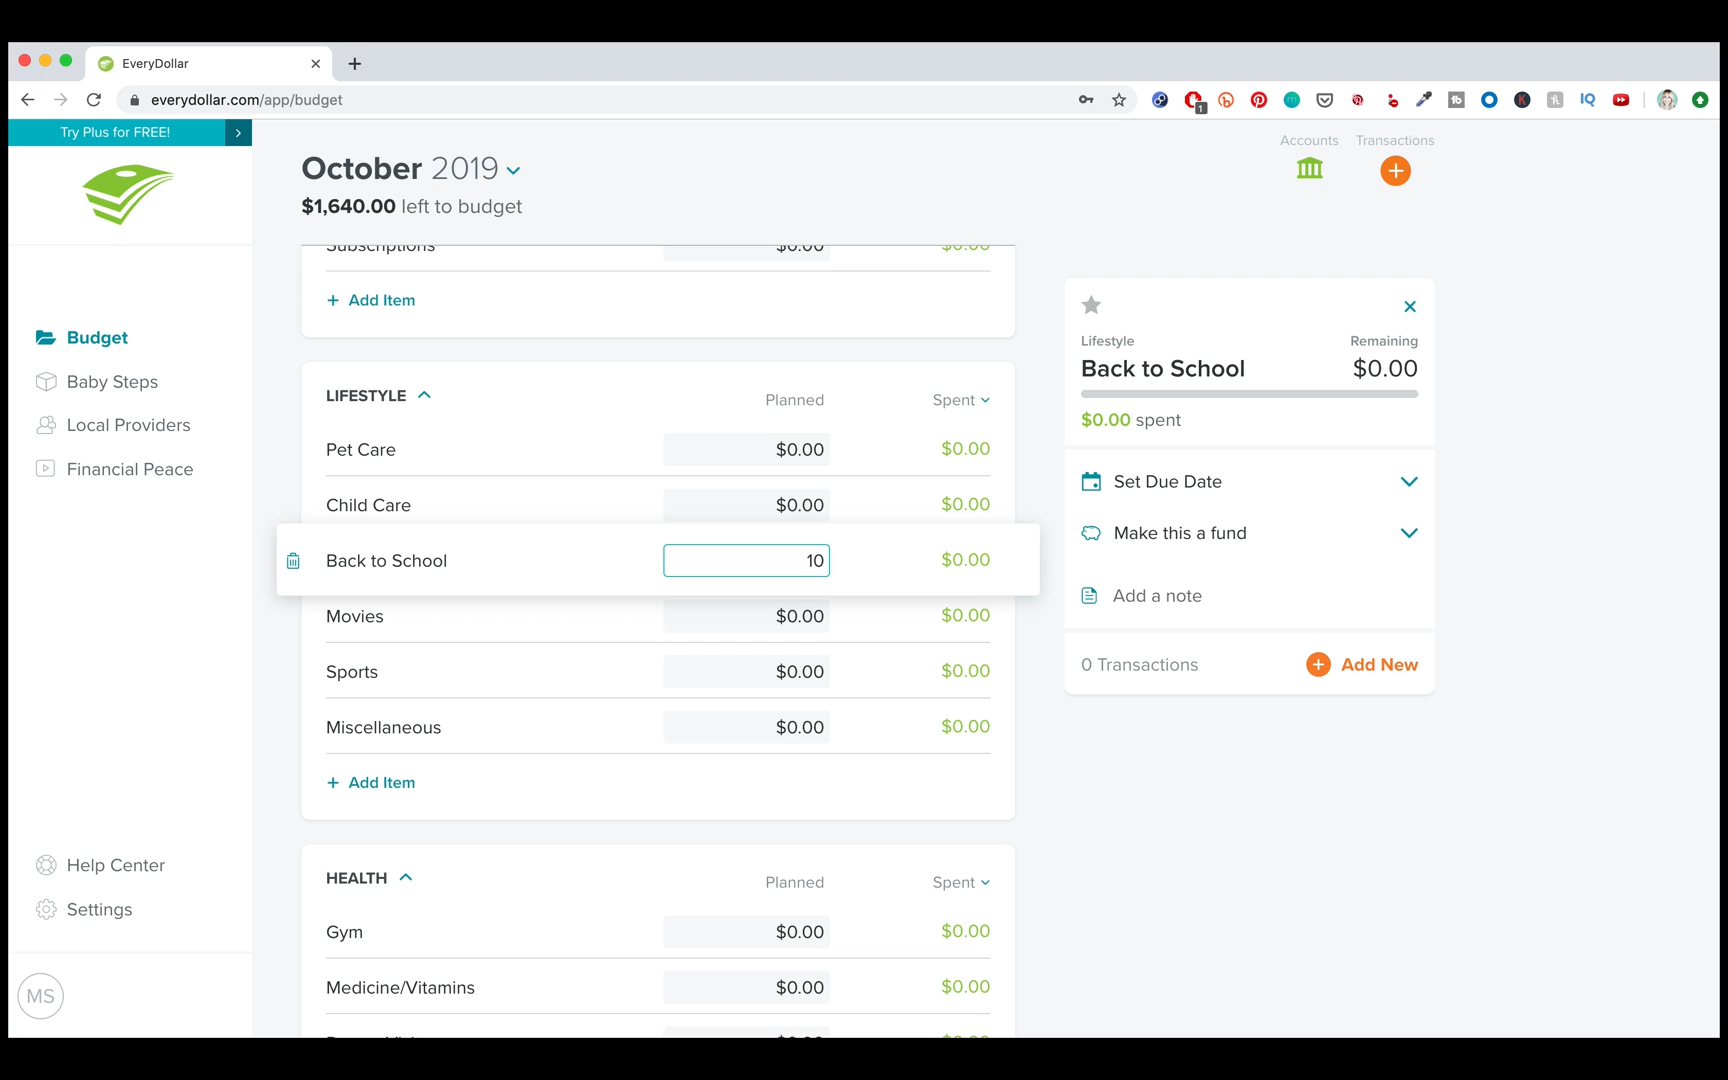 EveryDollar
everydollar.com/app/budget
Try Plus for FREE!
October 2019
$1,640.00 left to budget
Accounts
Transactions
Budget
Baby Steps
Local Providers
Financial Peace
Help Center
Settings
MS
Subscriptions $0.00 $0.00
+ Add Item
LIFESTYLE Planned Spent
Pet Care $0.00 $0.00
Child Care $0.00 $0.00
Back to School 10 $0.00
Movies $0.00 $0.00
Sports $0.00 $0.00
Miscellaneous $0.00 $0.00
+ Add Item
HEALTH Planned Spent
Gym $0.00 $0.00
Medicine/Vitamins $0.00 $0.00
Lifestyle Remaining
Back to School $0.00
$0.00 spent
Set Due Date
Make this a fund
Add a note
0 Transactions Add New